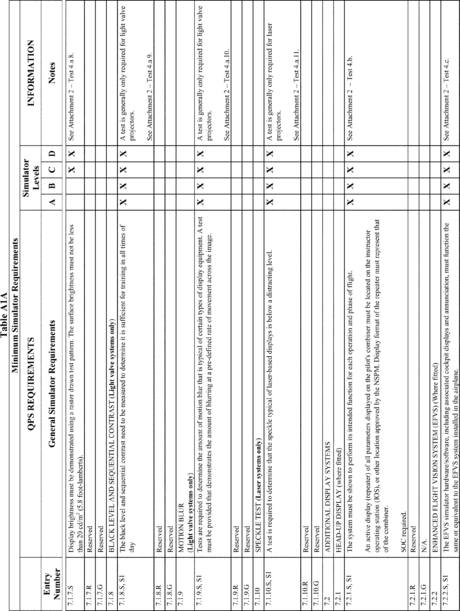 Table A1A
Minimum Simulator Requirements
QPS REQUIREMENTS
Simulator
Levels
INFORMATION
Entry
Number
General Simulator Requirements
A B C D
Notes
7.1.7.S Display brightness must be demonstrated using a raster drawn test pattern. The surface brightness must not be less X X See Attachment 2 – Test 4.a.8.
than 20 cd/m² (5.8 foot-lamberts).
7.1.7.R Reserved
7.1.7.G Reserved
7.1.8 BLACK LEVEL AND SEQUENTIAL CONTRAST (Light valve systems only)
7.1.8.S, S1 The black level and sequential contrast need to be measured to determine it is sufficient for training in all times of X X X X A test is generally only required for light valve
day projectors.
See Attachment 2 – Test 4.a.9.
7.1.8.R Reserved
7.1.8.G Reserved
7.1.9 MOTION BLUR
(Light valve systems only)
7.1.9.S, S1 Tests are required to determine the amount of motion blur that is typical of certain types of display equipment. A test X X X X A test is generally only required for light valve
must be provided that demonstrates the amount of blurring at a pre-defined rate of movement across the image. projectors.
See Attachment 2 – Test 4.a.10.
7.1.9.R Reserved
7.1.9.G Reserved
7.1.10 SPECKLE TEST (Laser systems only)
7.1.10.S, S1 A test is required to determine that the speckle typical of laser-based displays is below a distracting level. X X X X A test is generally only required for laser
projectors.
See Attachment 2 – Test 4.a.11.
7.1.10.R Reserved
7.1.10.G Reserved
7.2 ADDITIONAL DISPLAY SYSTEMS
7.2.1 HEAD-UP DISPLAY (where fitted)
7.2.1.S, S1 The system must be shown to perform its intended function for each operation and phase of flight. X X X X See Attachment 2 – Test 4.b.
An active display (repeater) of all parameters displayed on the pilot's combiner must be located on the instructor
operating station (IOS), or other location approved by the NSPM. Display format of the repeater must represent that
of the combiner.
SOC required.
7.2.1.R Reserved
7.2.1.G N/A
7.2.2 ENHANCED FLIGHT VISION SYSTEM (EFVS) (Where fitted)
7.2.2.S, S1 The EFVS simulator hardware/software, including associated cockpit displays and annunciation, must function the X X X X See Attachment 2 – Test 4.c.
same or equivalent to the EFVS system installed in the airplane.